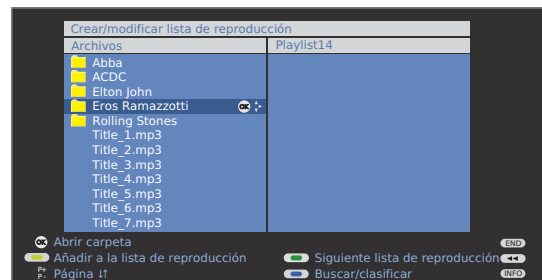 Crear/modificar lista de reproducción
Archivos
Playlist14
Abba
ACDC
Elton John
Eros Ramazzotti OK
Rolling Stones
Title_1.mp3
Title_2.mp3
Title_3.mp3
Title_4.mp3
Title_5.mp3
Title_6.mp3
Title_7.mp3
OK Abrir carpeta
END
Añadir a la lista de reproducción
Siguiente lista de reproducción
P+
P-
Página
Buscar/clasificar
INFO